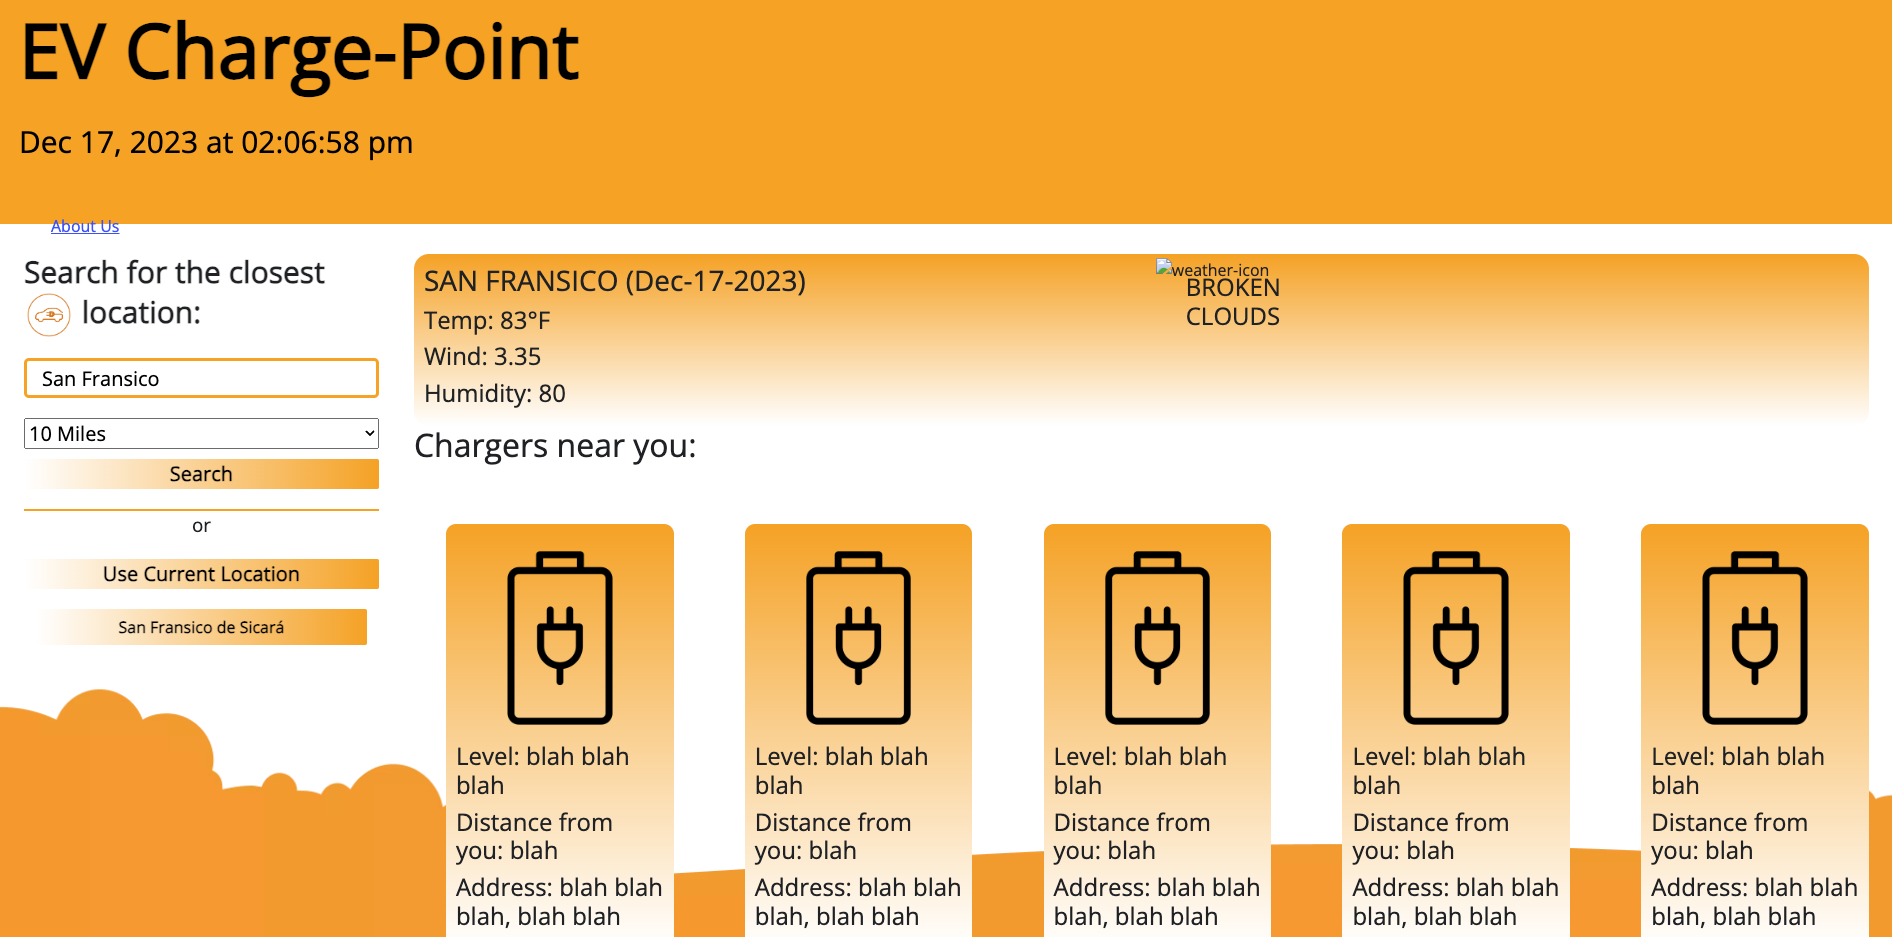 EV Charge-Point
Dec 17, 2023 at 02:06:58 pm
About Us
Search for the closest
location:
San Fransico
10 Miles
Search
or
Use Current Location
San Fransico de Sicará
SAN FRANSICO (Dec-17-2023)
Temp: 83°F
Wind: 3.35
Humidity: 80
weather-icon
BROKEN
CLOUDS
Chargers near you:
Level: blah blah
blah
Distance from
you: blah
Address: blah blah
blah, blah blah
Level: blah blah
blah
Distance from
you: blah
Address: blah blah
blah, blah blah
Level: blah blah
blah
Distance from
you: blah
Address: blah blah
blah, blah blah
Level: blah blah
blah
Distance from
you: blah
Address: blah blah
blah, blah blah
Level: blah blah
blah
Distance from
you: blah
Address: blah blah
blah, blah blah